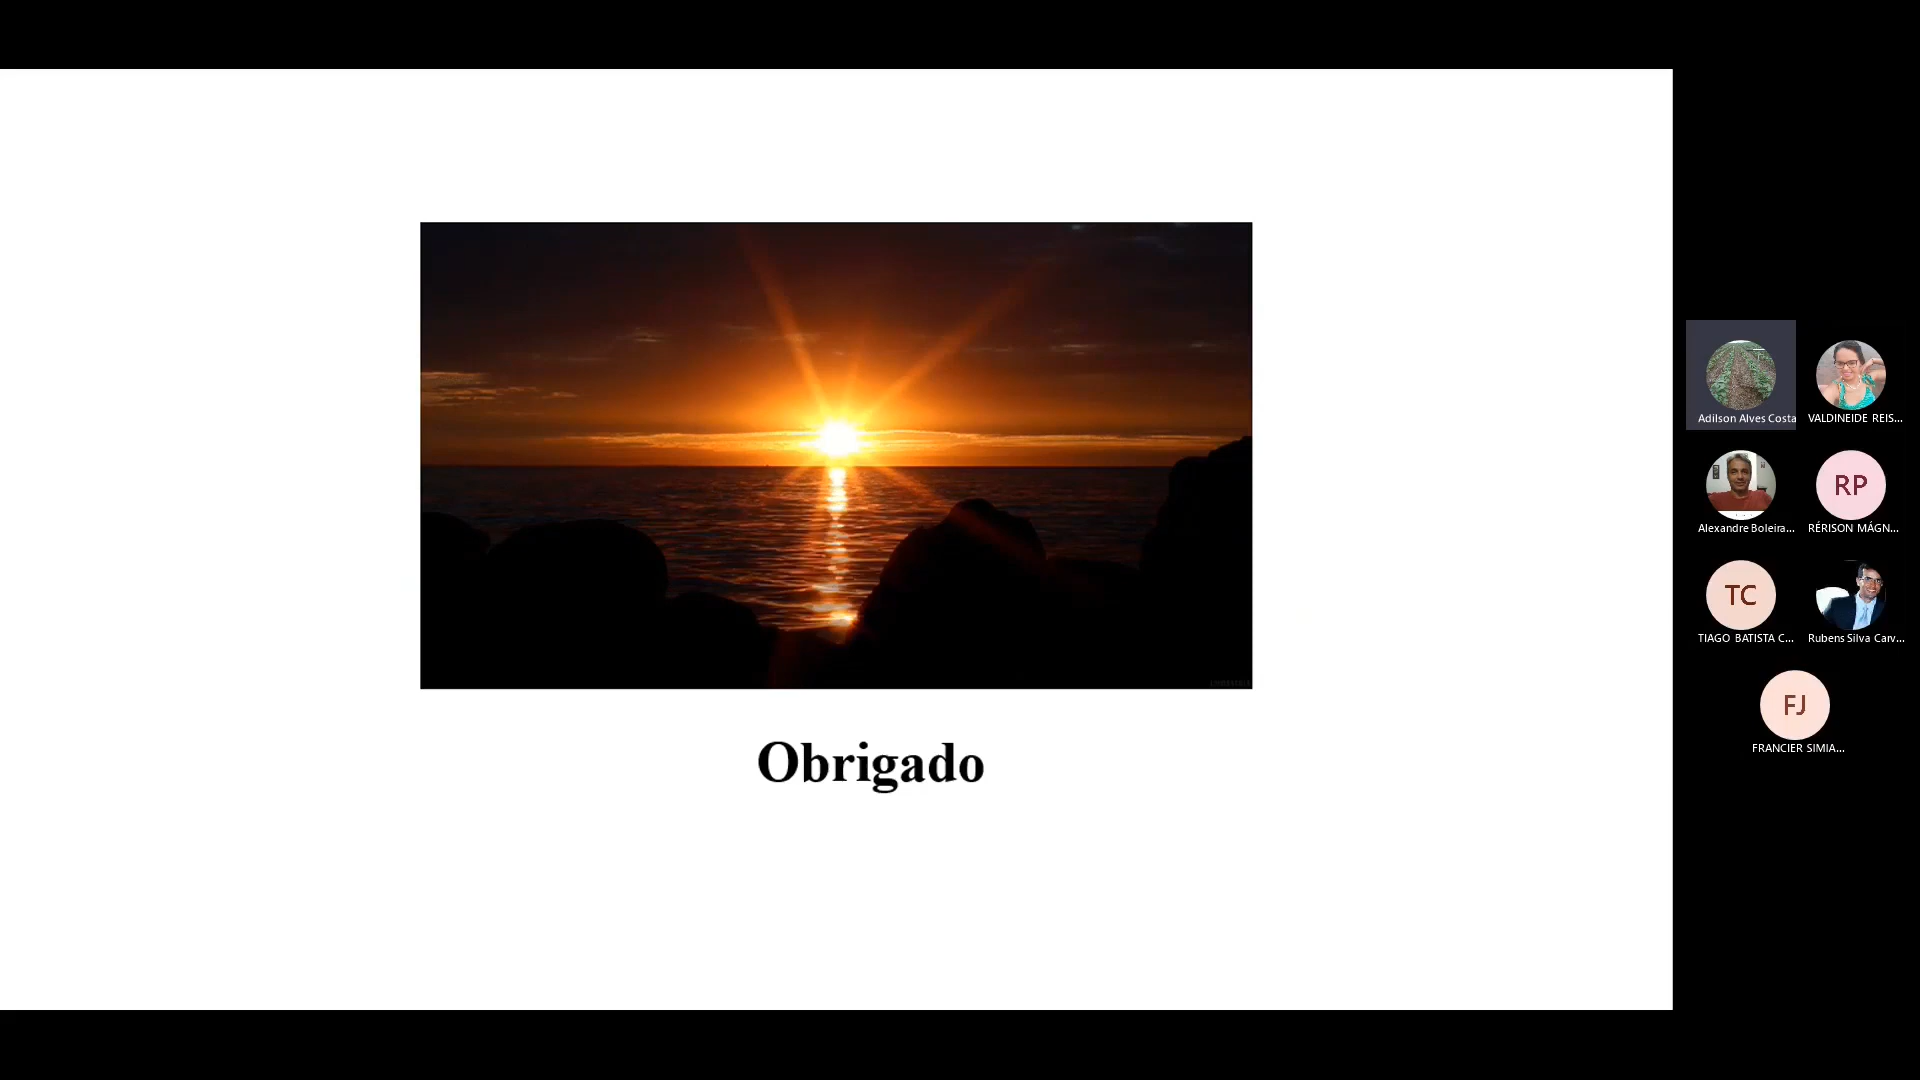 Obrigado
Adilson Alves Costa
VALDINEIDE REIS...
Alexandre Boleira...
RP
RÉRISON MÁGN...
TC
TIAGO BATISTA C...
Rubens Silva Carv...
FJ
FRANCIER SIMIA...